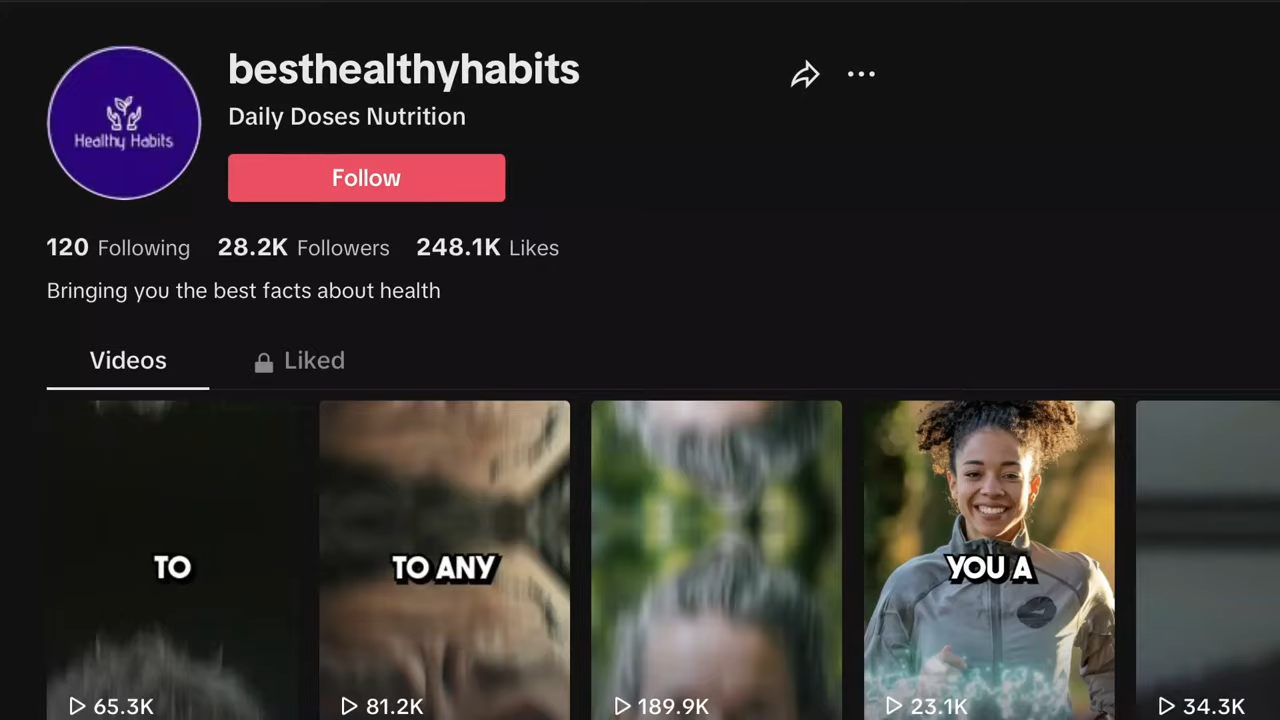 besthealthyhabits
Daily Doses Nutrition
Healthy Habits
Follow
120 Following 28.2K Followers 248.1K Likes
Bringing you the best facts about health
Videos Liked
TO
TO ANY
YOU A
65.3K
81.2K
189.9K
23.1K
34.3K